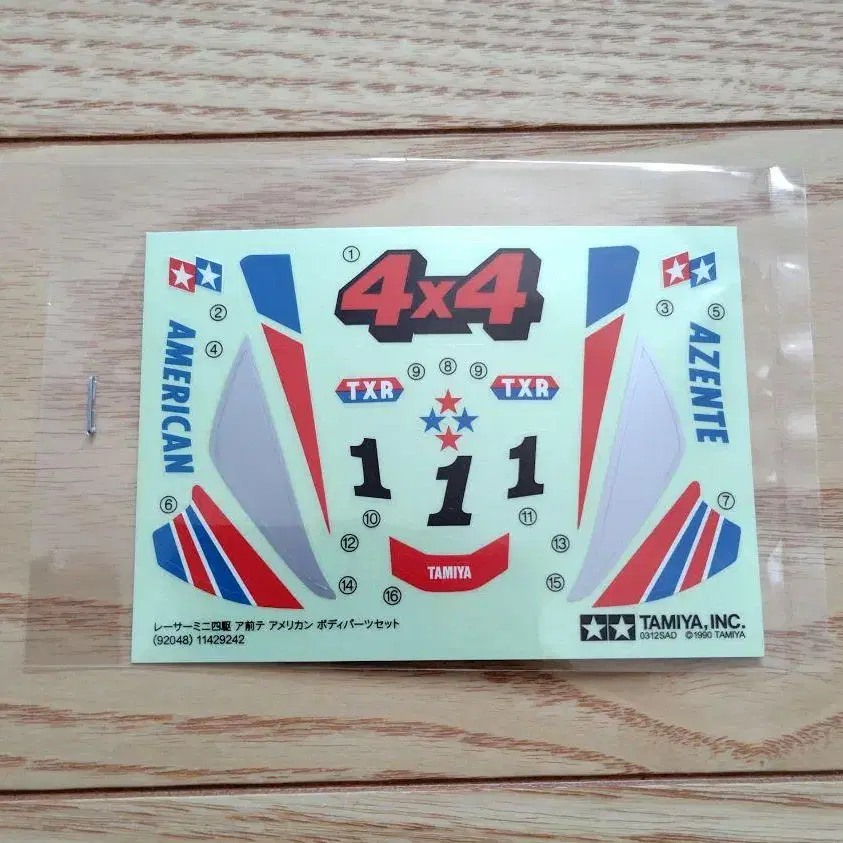 ①
4x4
②
③
⑤
④
AMERICAN
AZENTE
⑨
⑧
⑨
TXR
TXR
1
1
1
⑥
⑦
⑩
⑪
⑫
⑬
TAMIYA
⑭
⑯
⑮
レーサーミニ四駆 ア前テ アメリカン ボディパーツセット
(92048) 11429242
TAMIYA, INC.
0312SAD ©1990 TAMIYA